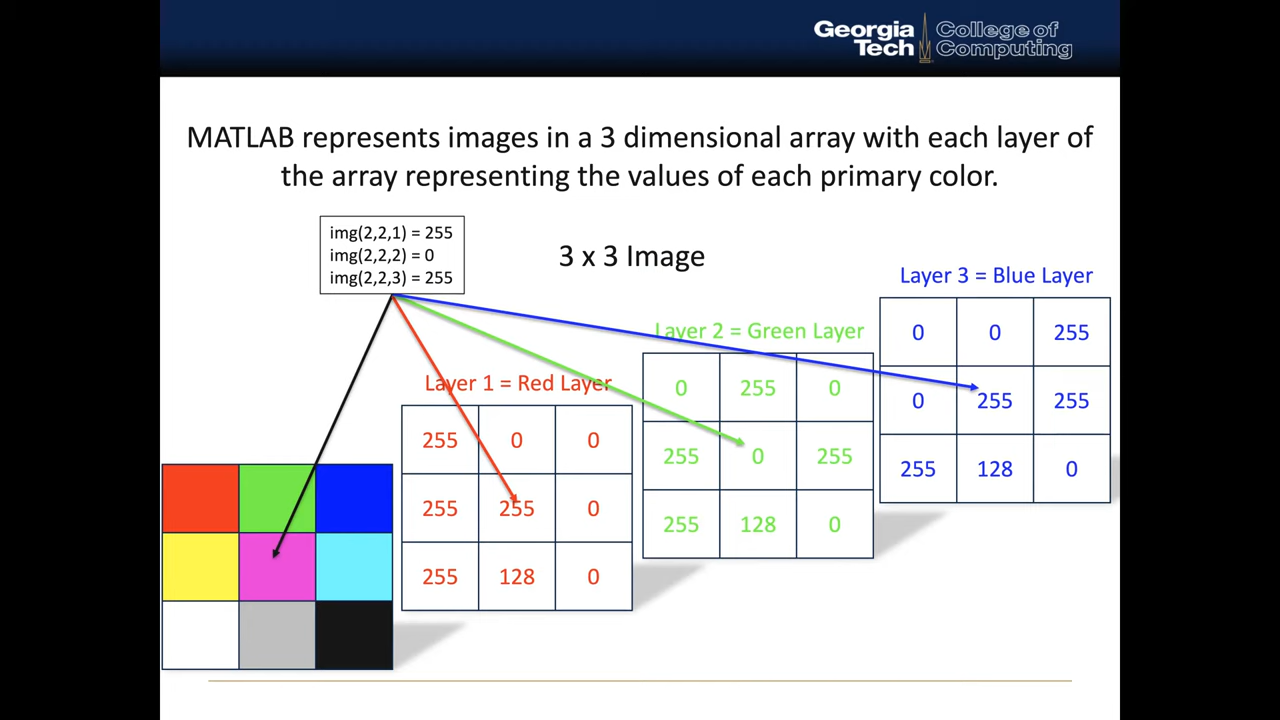 Georgia
Tech
College of
Computing
MATLAB represents images in a 3 dimensional array with each layer of
the array representing the values of each primary color.
img(2,2,1) = 255
img(2,2,2) = 0
img(2,2,3) = 255
3 x 3 Image
Layer 1 = Red Layer
255 0 0
255 255 0
255 128 0
Layer 2 = Green Layer
0 255 0
255 0 255
255 128 0
Layer 3 = Blue Layer
0 0 255
0 255 255
255 128 0